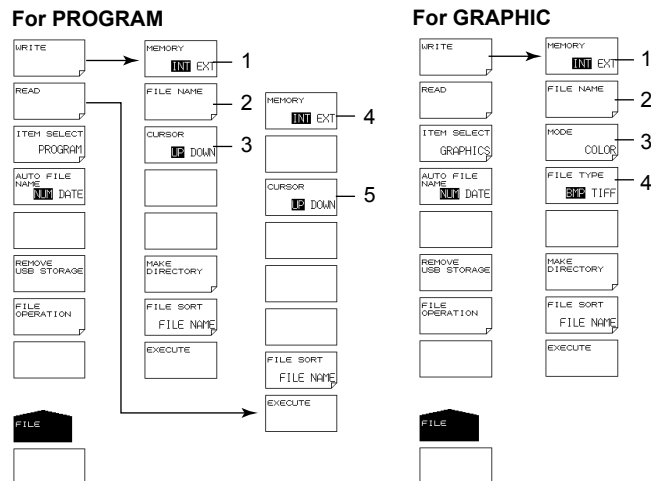 For PROGRAM
WRITE
READ
ITEM SELECT
PROGRAM
AUTO FILE
NAME
NUM DATE
REMOVE
USB STORAGE
FILE
OPERATION
FILE
MEMORY
INT EXT
1
FILE NAME
2
CURSOR
UP DOWN
3
MAKE
DIRECTORY
FILE SORT
FILE NAME
EXECUTE
MEMORY
INT EXT
4
CURSOR
UP DOWN
5
FILE SORT
FILE NAME
EXECUTE
For GRAPHIC
WRITE
READ
ITEM SELECT
GRAPHICS
AUTO FILE
NAME
NUM DATE
REMOVE
USB STORAGE
FILE
OPERATION
FILE
MEMORY
INT EXT
1
FILE NAME
2
MODE
COLOR
3
FILE TYPE
BMP TIFF
4
MAKE
DIRECTORY
FILE SORT
FILE NAME
EXECUTE